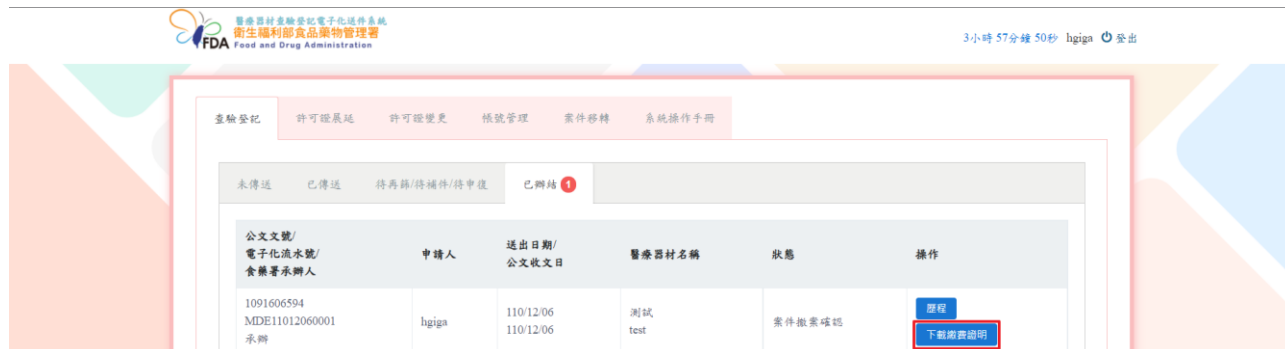 醫療器材查驗登記電子化送件系統
衛生福利部食品藥物管理署
FDA Food and Drug Administration
3小時 57分鐘 50秒 hgiga 登出
查驗登記 許可證展延 許可證變更 帳號管理 案件移轉 系統操作手冊
未傳送 已傳送 待再篩/待補件/待申復 已辦結 1
公文文號/
電子化流水號/
食藥署承辦人
申請人
送出日期/
公文收文日
醫療器材名稱
狀態
操作
1091606594
MDE11012060001
承辦
hgiga
110/12/06
110/12/06
測試
test
案件撤案確認
歷程
下載繳費證明